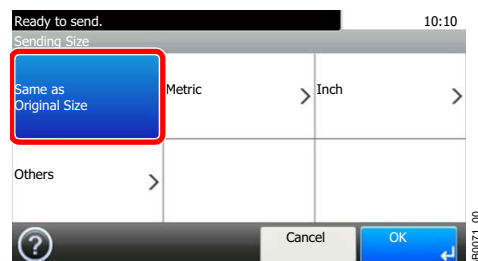 Ready to send. 10:10
Sending Size
Same as
Original Size
Metric
Inch
Others
?
Cancel
OK